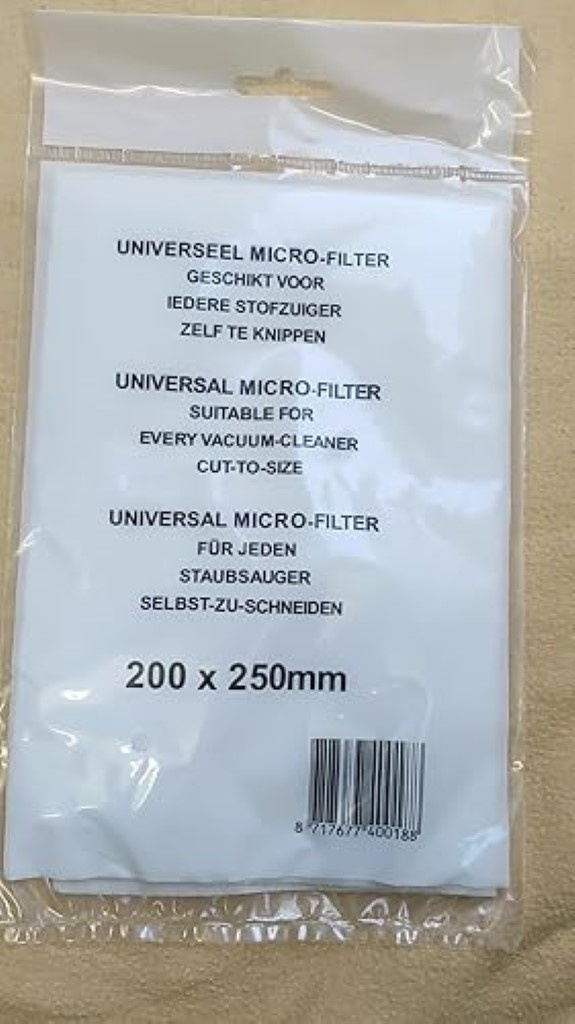 UNIVERSEEL MICRO-FILTER
GESCHIKT VOOR
IEDERE STOFZUIGER
ZELF TE KNIPPEN
UNIVERSAL MICRO-FILTER
SUITABLE FOR
EVERY VACUUM-CLEANER
CUT-TO-SIZE
UNIVERSAL MICRO-FILTER
FÜR JEDEN
STAUBSAUGER
SELBST-ZU-SCHNEIDEN
200 x 250mm
8 717677 400188